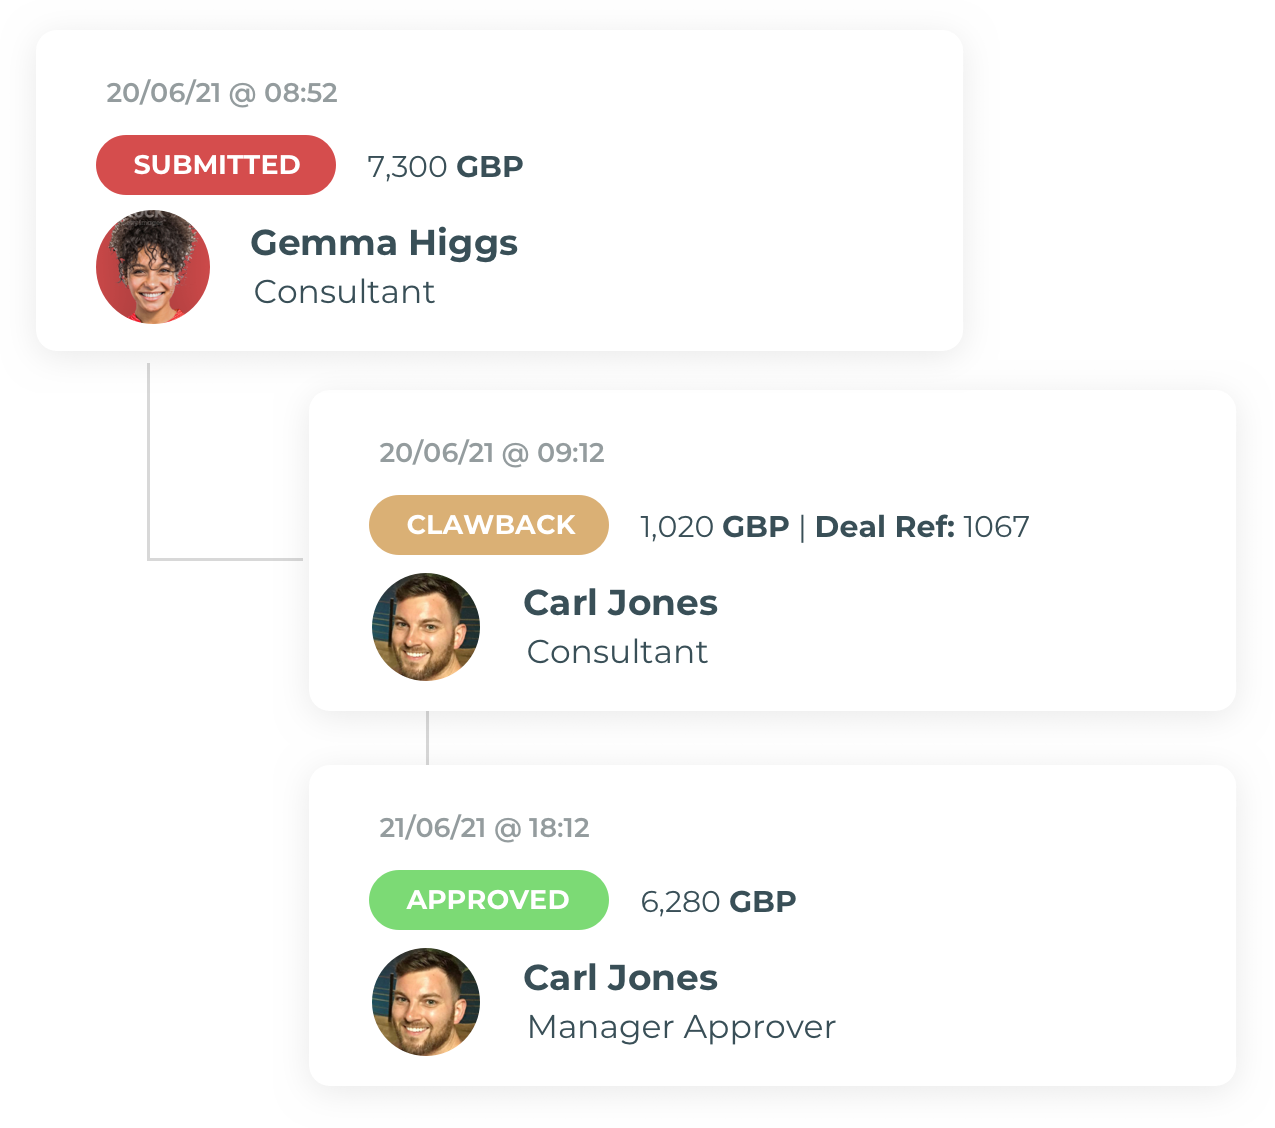 20/06/21 @ 08:52
SUBMITTED 7,300 GBP
Gemma Higgs
Consultant
20/06/21 @ 09:12
CLAWBACK 1,020 GBP | Deal Ref: 1067
Carl Jones
Consultant
21/06/21 @ 18:12
APPROVED 6,280 GBP
Carl Jones
Manager Approver